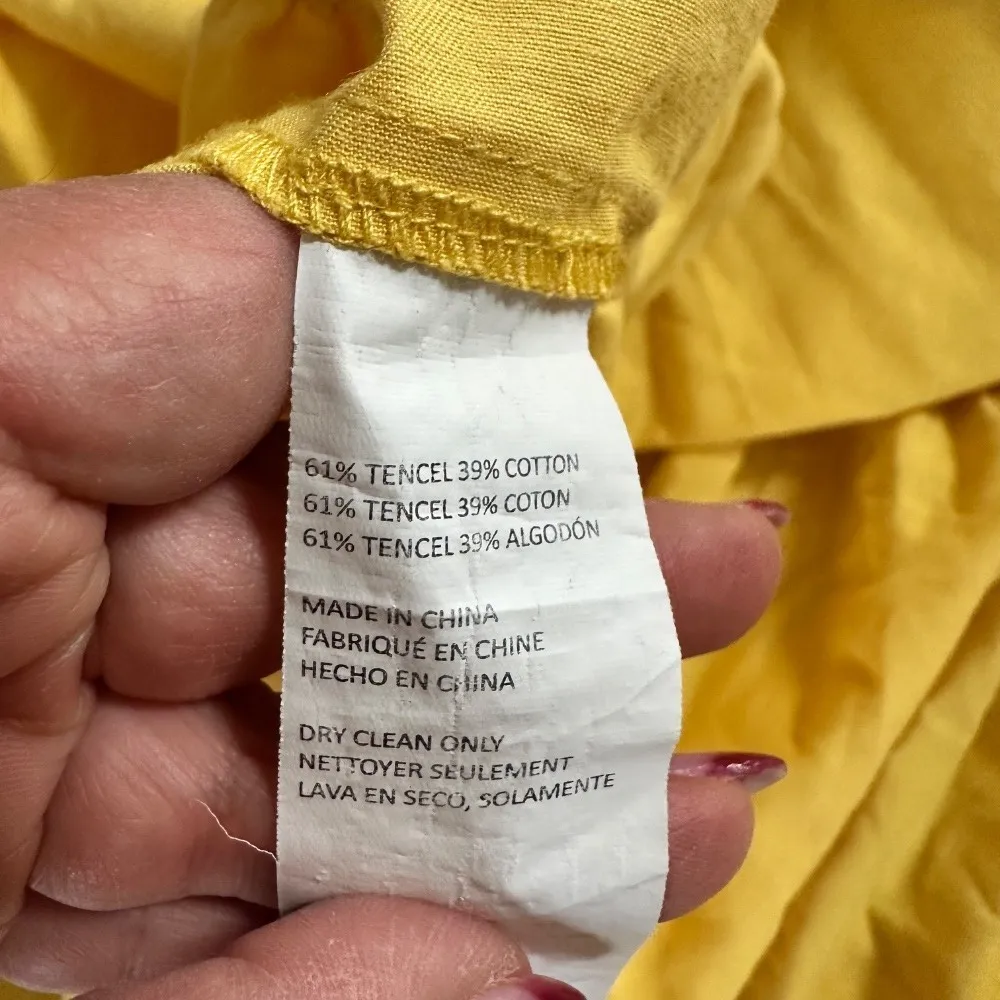 61% TENCEL 39% COTTON
61% TENCEL 39% COTON
61% TENCEL 39% ALGODÓN
MADE IN CHINA
FABRIQUÉ EN CHINE
HECHO EN CHINA
DRY CLEAN ONLY
NETTOYER SEULEMENT
LAVA EN SECO, SOLAMENTE